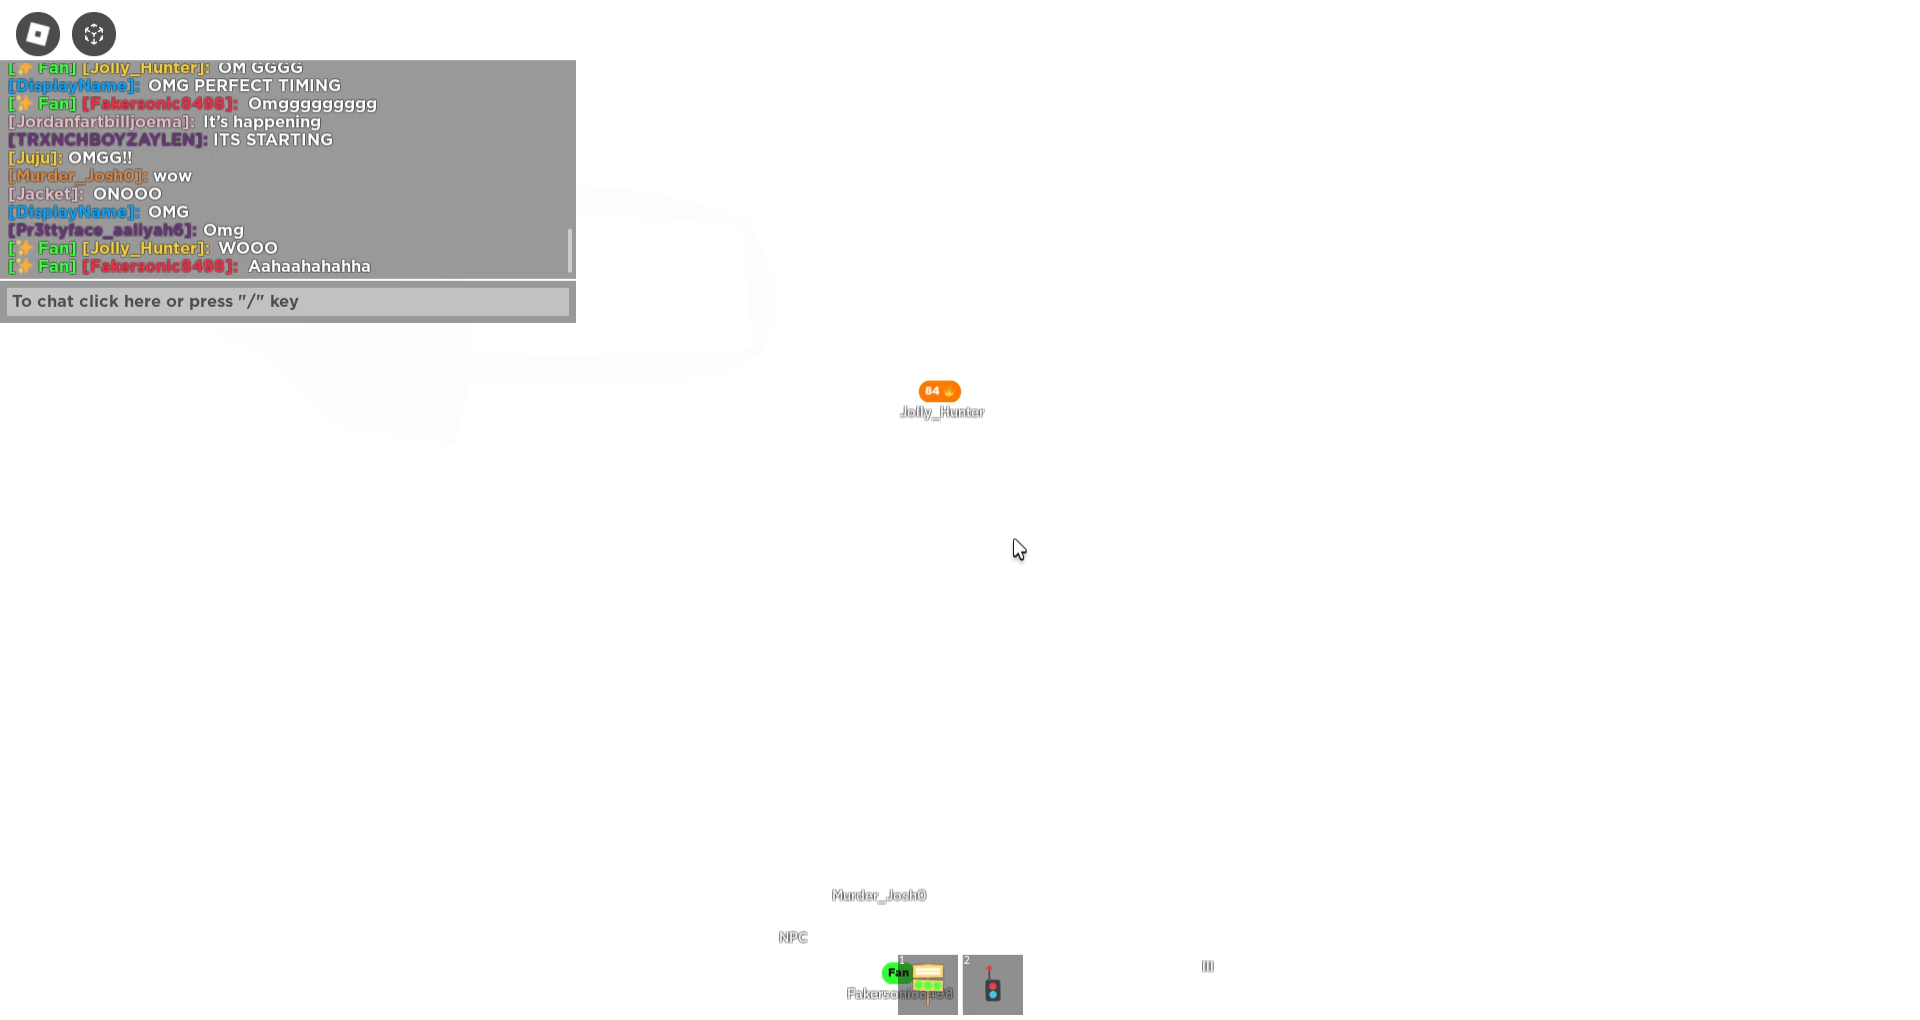 [✨ Fan] [Jolly_Hunter]: OM GGGG
[DisplayName]: OMG PERFECT TIMING
[✨ Fan] [Fakersonic8498]: Omgggggggggg
[Jordanfartbilljoema]: It's happening
[TRXNCHBOYZAYLEN]: ITS STARTING
[Juju]: OMGG!!
[Murder_Josh0]: wow
[Jacket]: ONOOO
[DisplayName]: OMG
[Pr3ttyface_aaliyah6]: Omg
[✨ Fan] [Jolly_Hunter]: WOOO
[✨ Fan] [Fakersonic8498]: Aahaahahahha
To chat click here or press "/" key
84 🔥
Jolly_Hunter
Murder_Josh0
NPC
Fan
Fakersonic8498
1
2